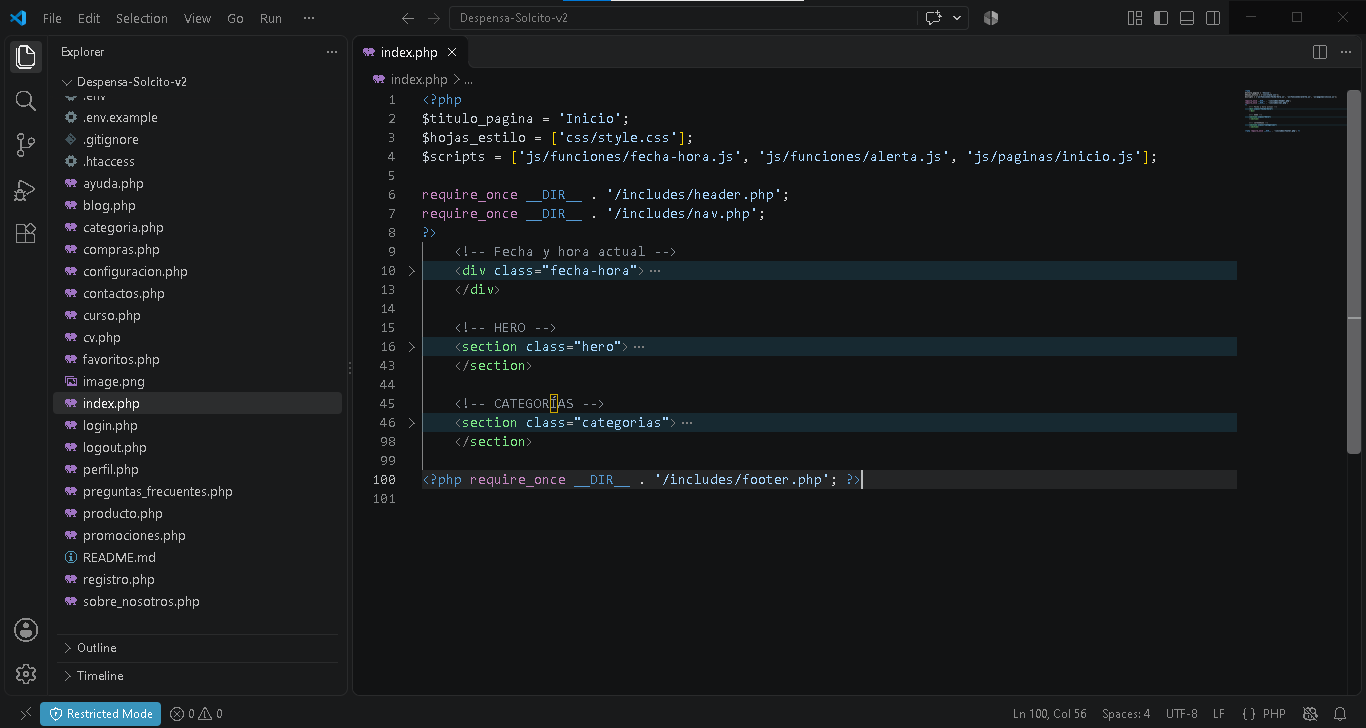 File Edit Selection View Go Run ···
Despensa-Solcito-v2
Explorer ···
Despensa-Solcito-v2
.env
.env.example
.gitignore
.htaccess
ayuda.php
blog.php
categoria.php
compras.php
configuracion.php
contactos.php
curso.php
cv.php
favoritos.php
image.png
index.php
login.php
logout.php
perfil.php
preguntas_frecuentes.php
producto.php
promociones.php
README.md
registro.php
sobre_nosotros.php
Outline
Timeline
index.php
index.php > ...
1 <?php
2 $titulo_pagina = 'Inicio';
3 $hojas_estilo = ['css/style.css'];
4 $scripts = ['js/funciones/fecha-hora.js', 'js/funciones/alerta.js', 'js/paginas/inicio.js'];
5
6 require_once __DIR__ . '/includes/header.php';
7 require_once __DIR__ . '/includes/nav.php';
8 ?>
9 <!-- Fecha y hora actual -->
10 <div class="fecha-hora"> ···
13 </div>
14
15 <!-- HERO -->
16 <section class="hero"> ···
43 </section>
44
45 <!-- CATEGORÍAS -->
46 <section class="categorias"> ···
98 </section>
99
100 <?php require_once __DIR__ . '/includes/footer.php'; ?>
101
Restricted Mode 0 0 Ln 100, Col 56 Spaces: 4 UTF-8 LF {} PHP